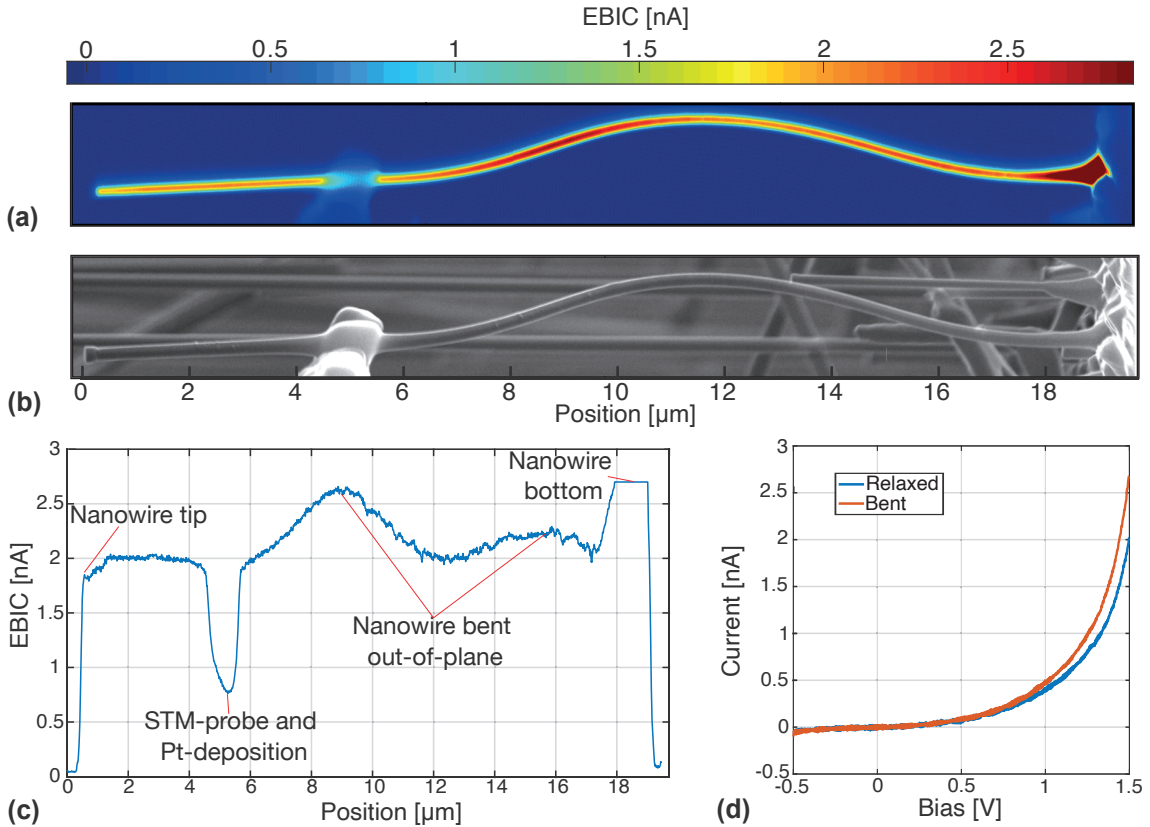 EBIC [nA]
0 0.5 1 1.5 2 2.5
(a)
(b)
0 2 4 6 8 10 12 14 16 18
Position [µm]
3
2.5
2
1.5
1
0.5
0
EBIC [nA]
Nanowire tip
Nanowire
bottom
Nanowire bent
out-of-plane
STM-probe and
Pt-deposition
0 2 4 6 8 10 12 14 16 18
Position [µm]
(c)
3
2.5
2
1.5
1
0.5
0
-0.5
Current [nA]
Relaxed
Bent
-0.5 0 0.5 1.0 1.5
Bias [V]
(d)